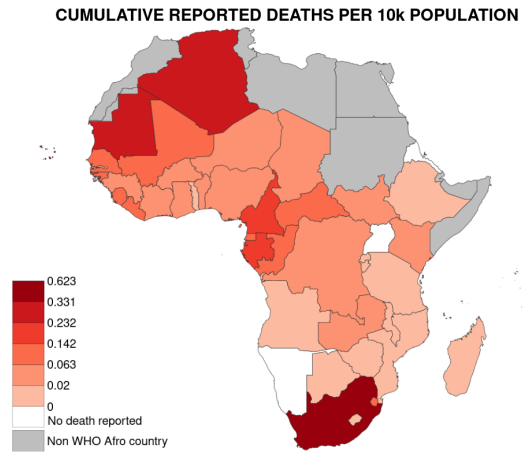 CUMULATIVE REPORTED DEATHS PER 10k POPULATION
0.623
0.331
0.232
0.142
0.063
0.02
0
No death reported
Non WHO Afro country